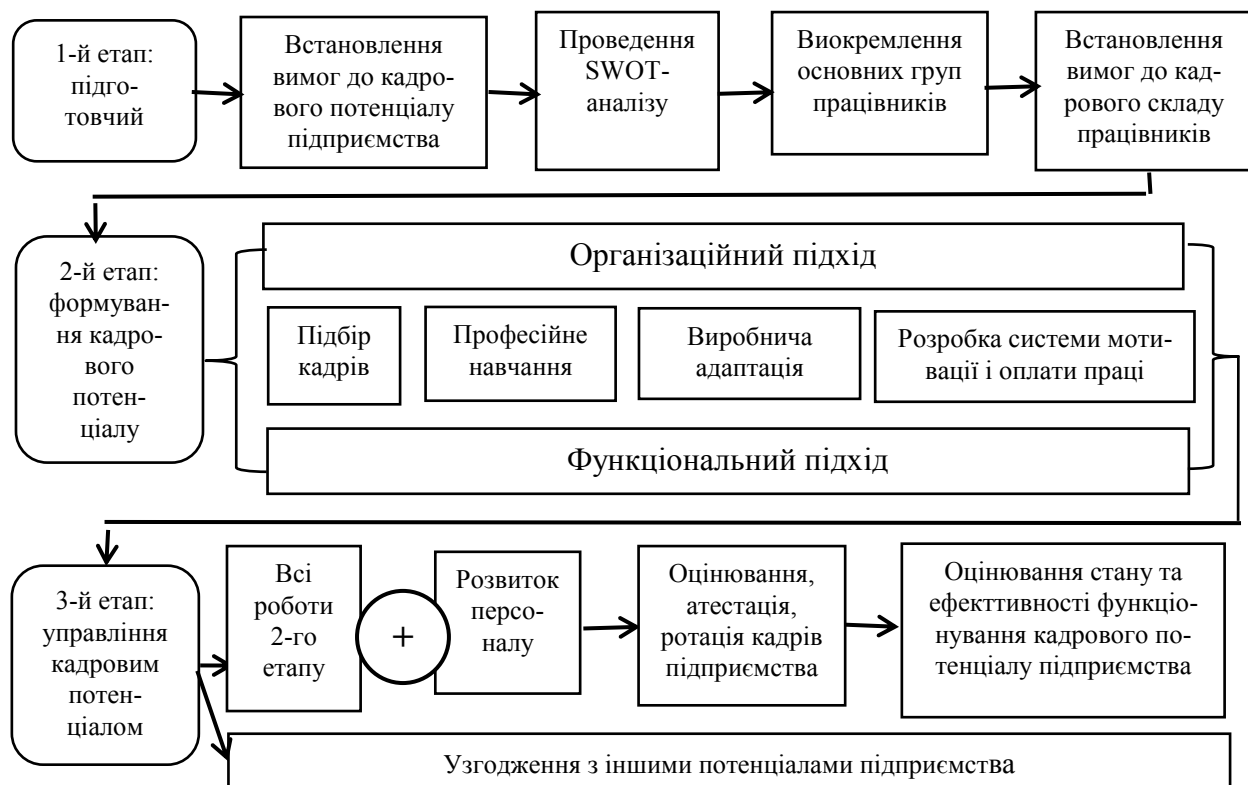 1-й етап:
підго-
товчий
Встановлення
вимог до кадро-
вого потенціалу
підприємства
Проведення
SWOT-
аналізу
Виокремлення
основних груп
працівників
Встановлення
вимог до кад-
рового складу
працівників
2-й етап:
формуван-
ня кадро-
вого
потен-
ціалу
Організаційний підхід
Підбір
кадрів
Професійне
навчання
Виробнича
адаптація
Розробка системи моти-
вації і оплати праці
Функціональний підхід
3-й етап:
управління
кадровим
потен-
ціалом
Всі
роботи
2-го
етапу
+
Розвиток
персо-
налу
Оцінювання,
атестація,
ротація кадрів
підприємства
Оцінювання стану та
ефекттивності функціо-
нування кадрового по-
тенціалу підприємства
Узгодження з іншими потенціалами підприємства